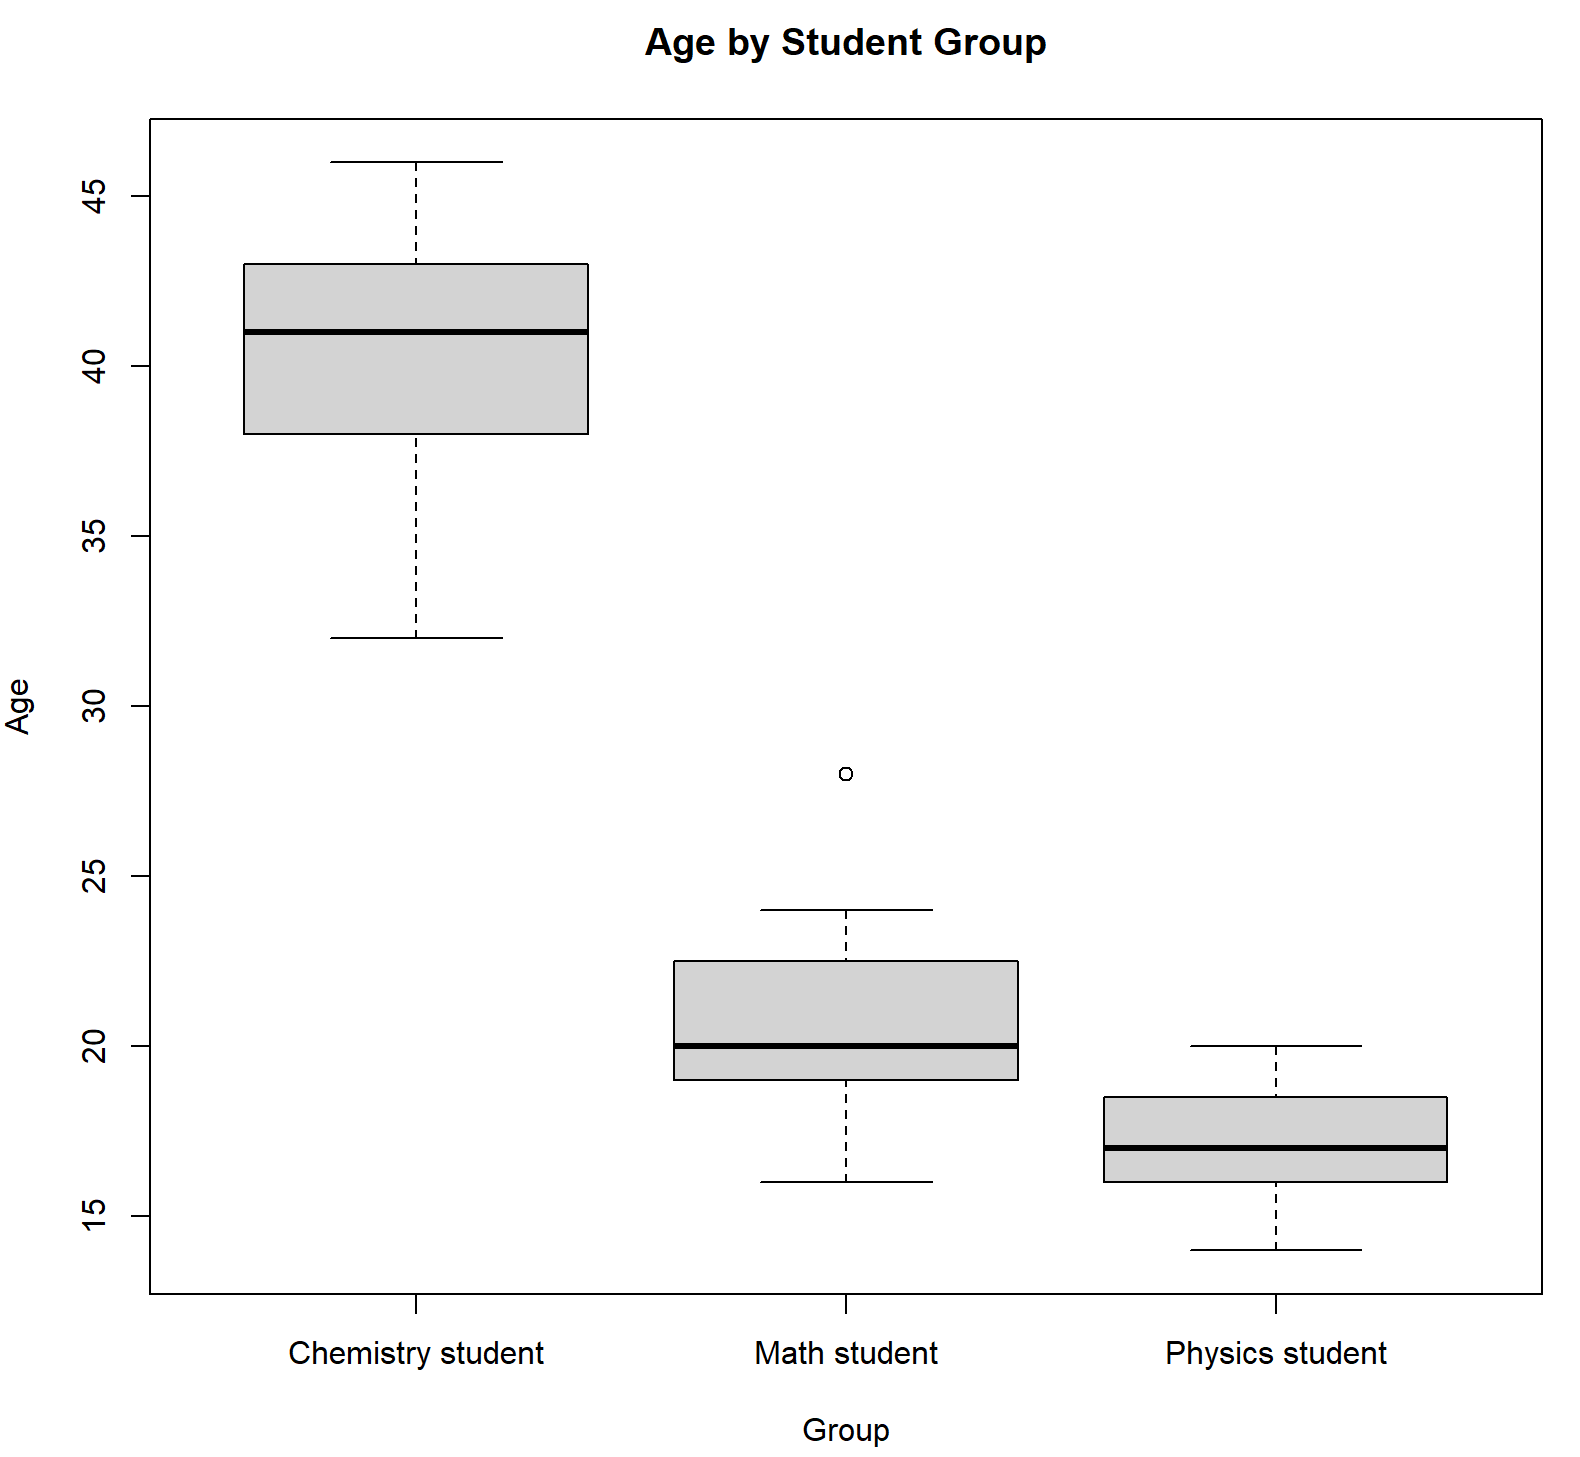 Age by Student Group
45
40
35
30
25
20
15
Age
Chemistry student
Math student
Physics student
Group